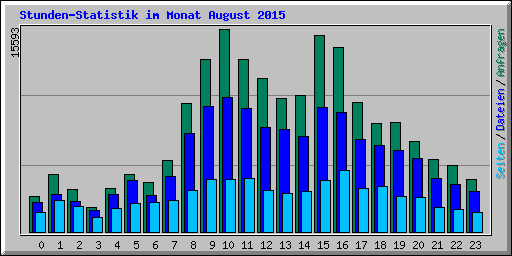 Stunden-Statistik im Monat August 2015
15593
Seiten / Dateien / Anfragen
0 1 2 3 4 5 6 7 8 9 10 11 12 13 14 15 16 17 18 19 20 21 22 23